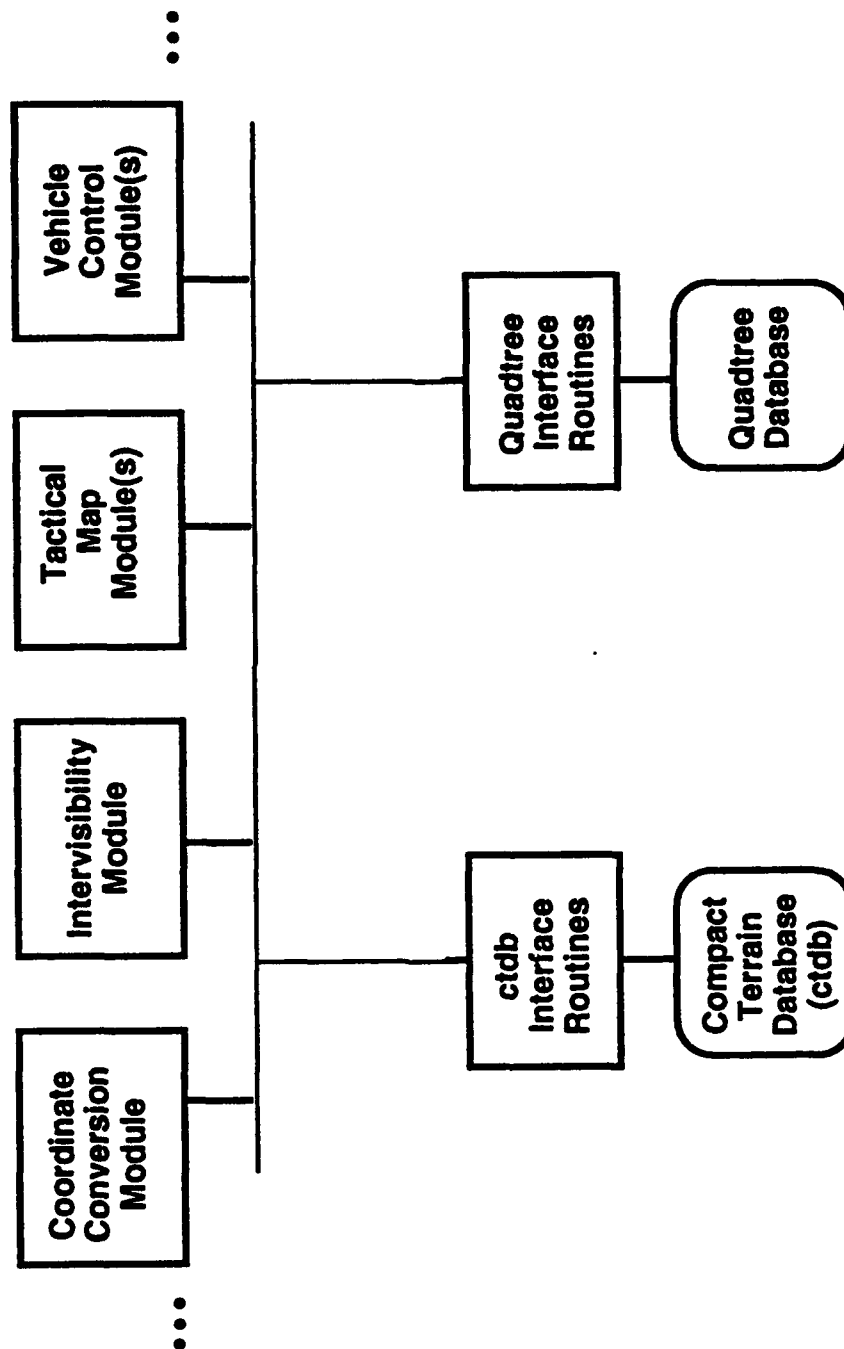 Coordinate
Conversion
Module
Intervisibility
Module
Tactical
Map
Module(s)
Vehicle
Control
Module(s)
ctdb
Interface
Routines
Quadtree
Interface
Routines
Compact
Terrain
Database
(ctdb)
Quadtree
Database